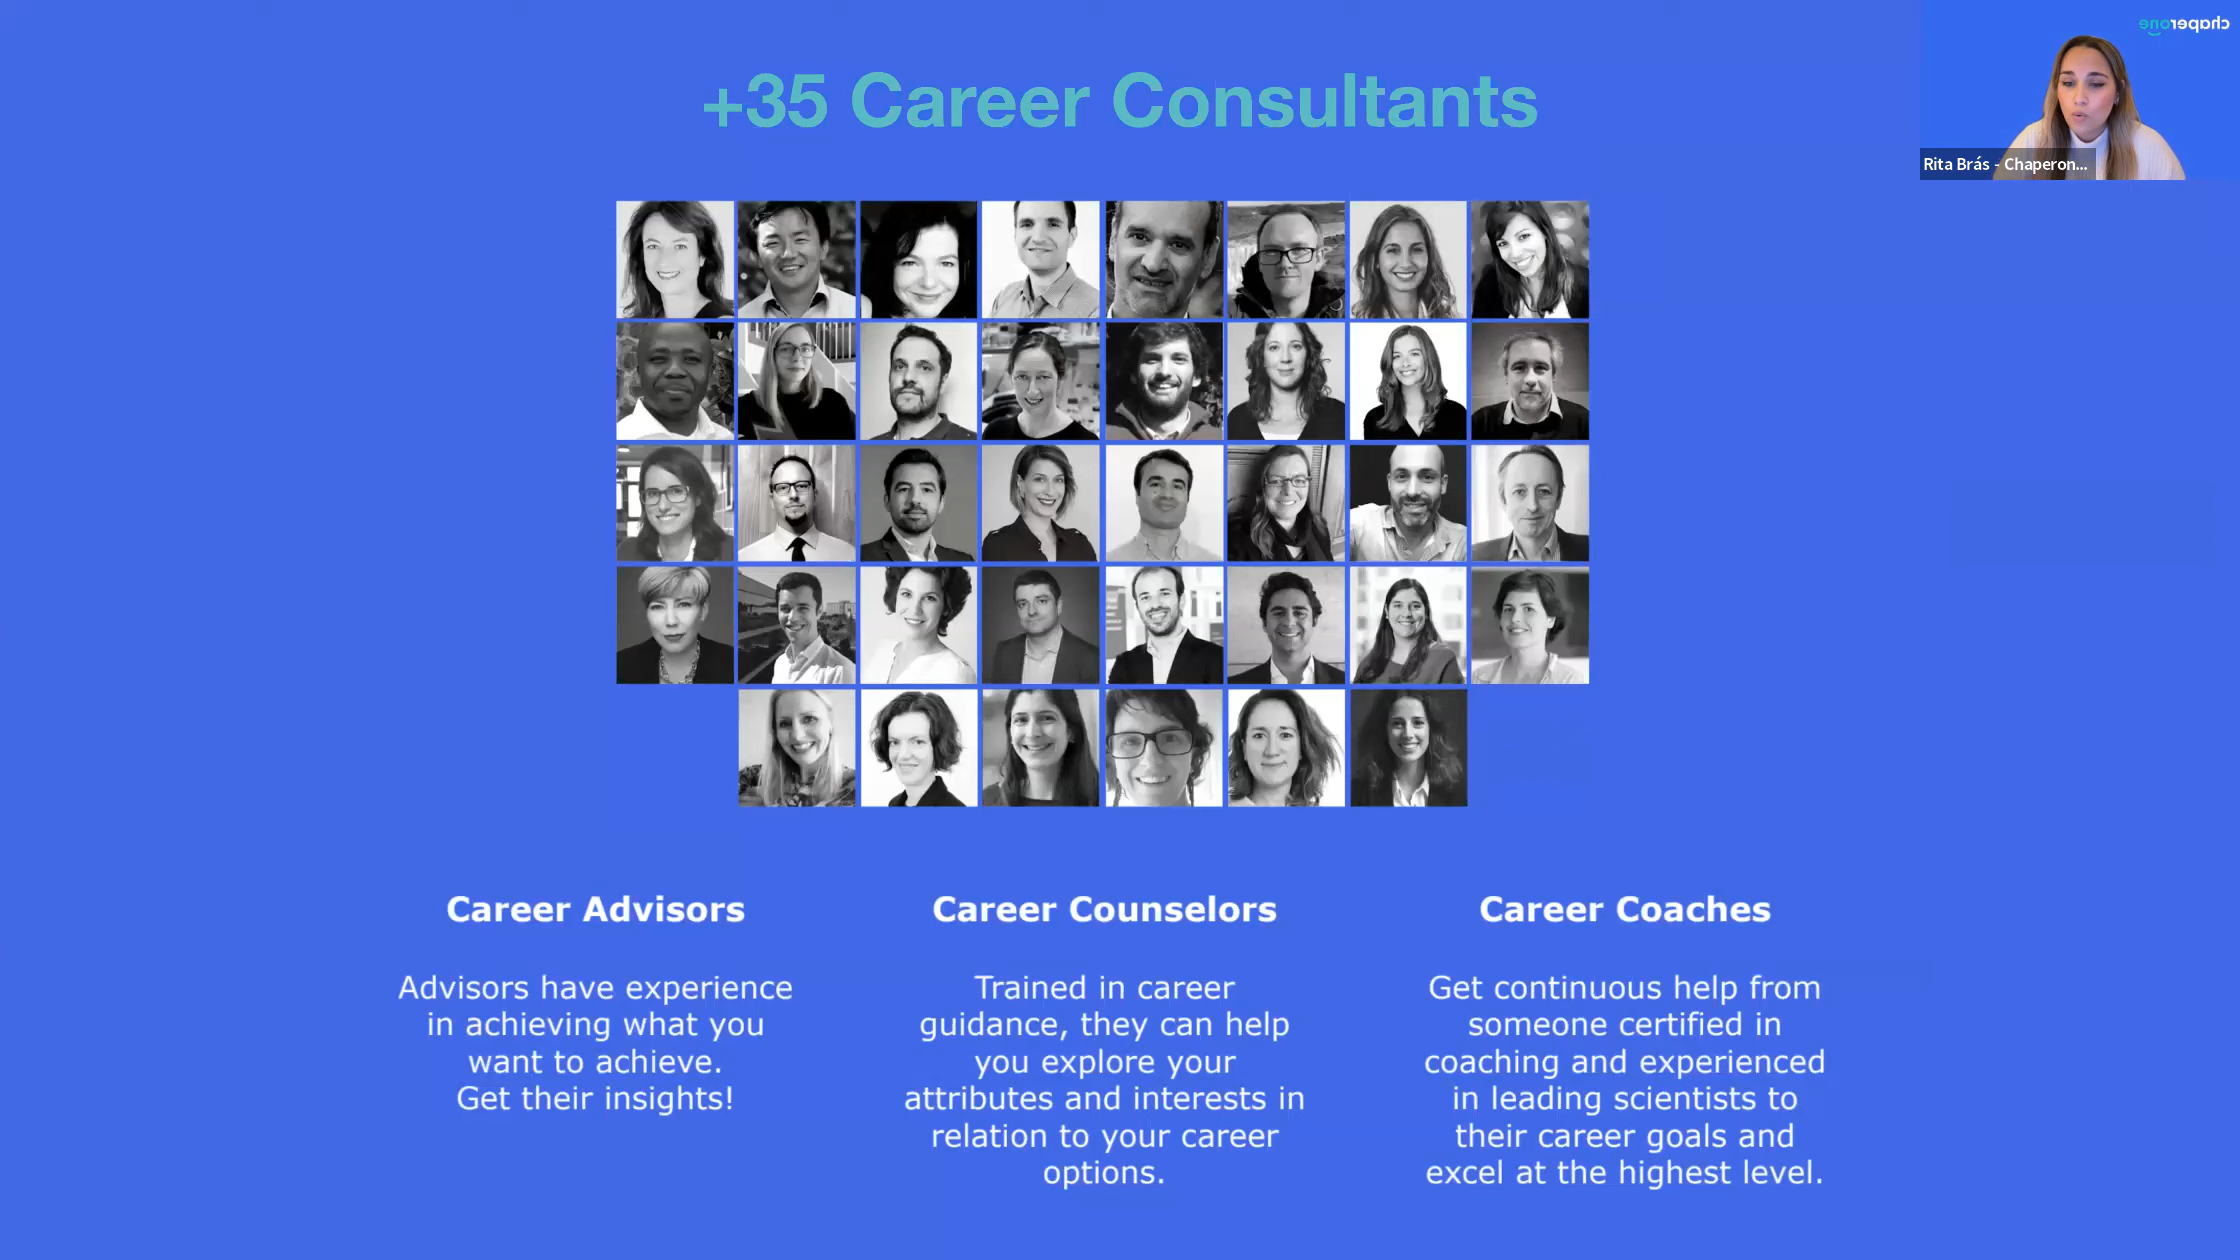 chaperone
+35 Career Consultants
Rita Brás - Chaperon...
Career Advisors
Advisors have experience
in achieving what you
want to achieve.
Get their insights!
Career Counselors
Trained in career
guidance, they can help
you explore your
attributes and interests in
relation to your career
options.
Career Coaches
Get continuous help from
someone certified in
coaching and experienced
in leading scientists to
their career goals and
excel at the highest level.